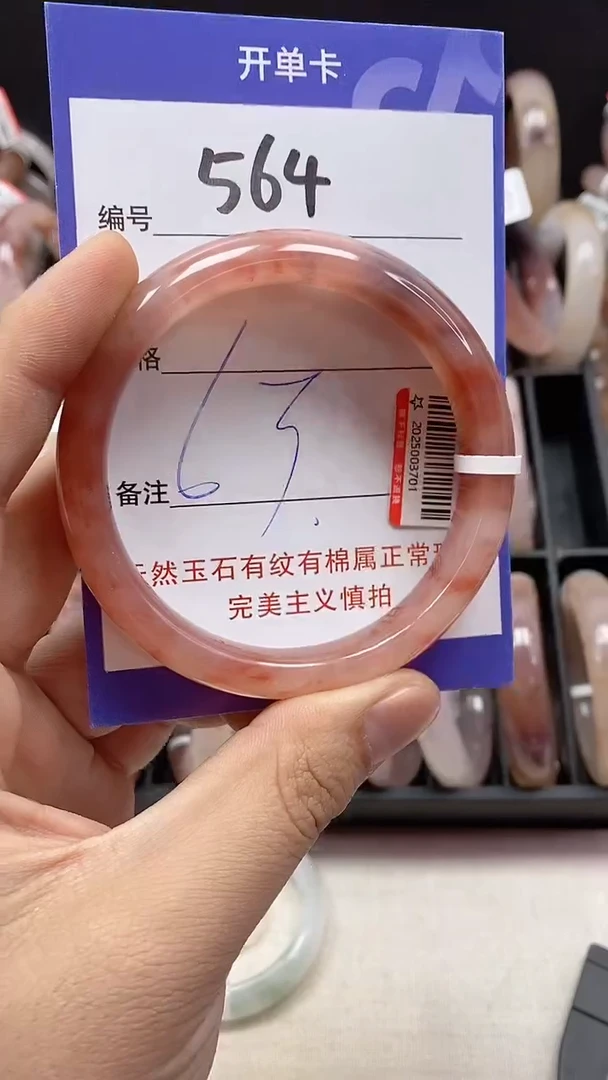 开单卡
编号 564
格
备注
63.
2025003701
然玉石有纹有棉属正常
完美主义慎拍